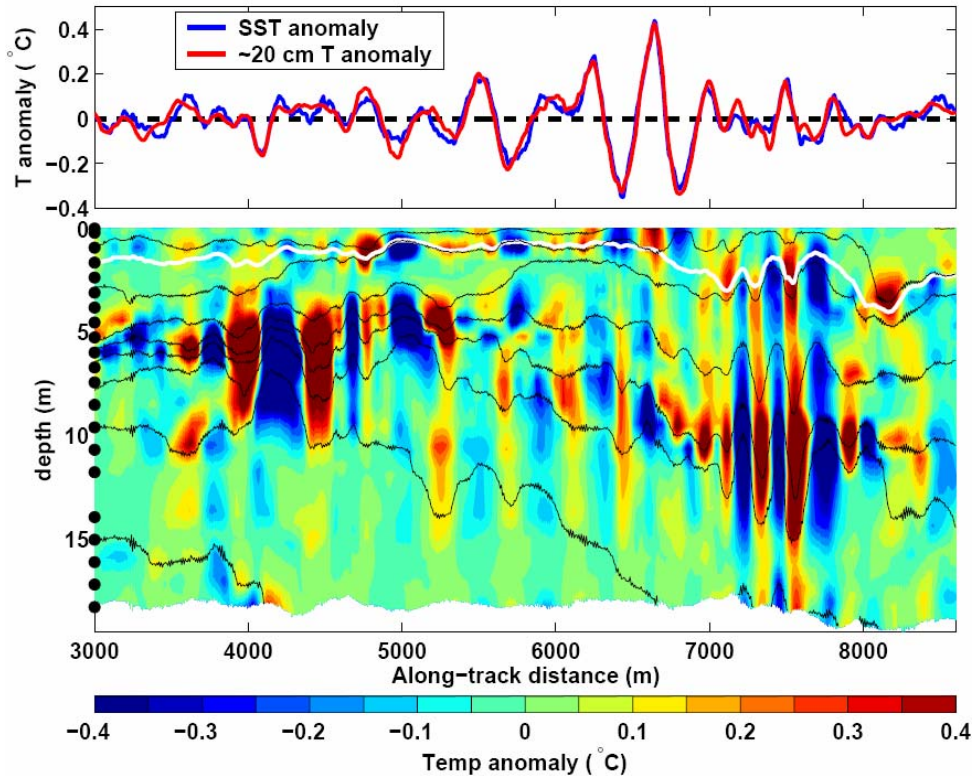 SST anomaly
~20 cm T anomaly
T anomaly ( °C)
0.4
0.2
0
−0.2
−0.4
depth (m)
0
5
10
15
3000 4000 5000 6000 7000 8000
Along−track distance (m)
−0.4 −0.3 −0.2 −0.1 0 0.1 0.2 0.3 0.4
Temp anomaly ( °C)